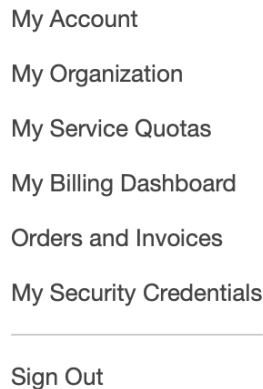 My Account
My Organization
My Service Quotas
My Billing Dashboard
Orders and Invoices
My Security Credentials
Sign Out